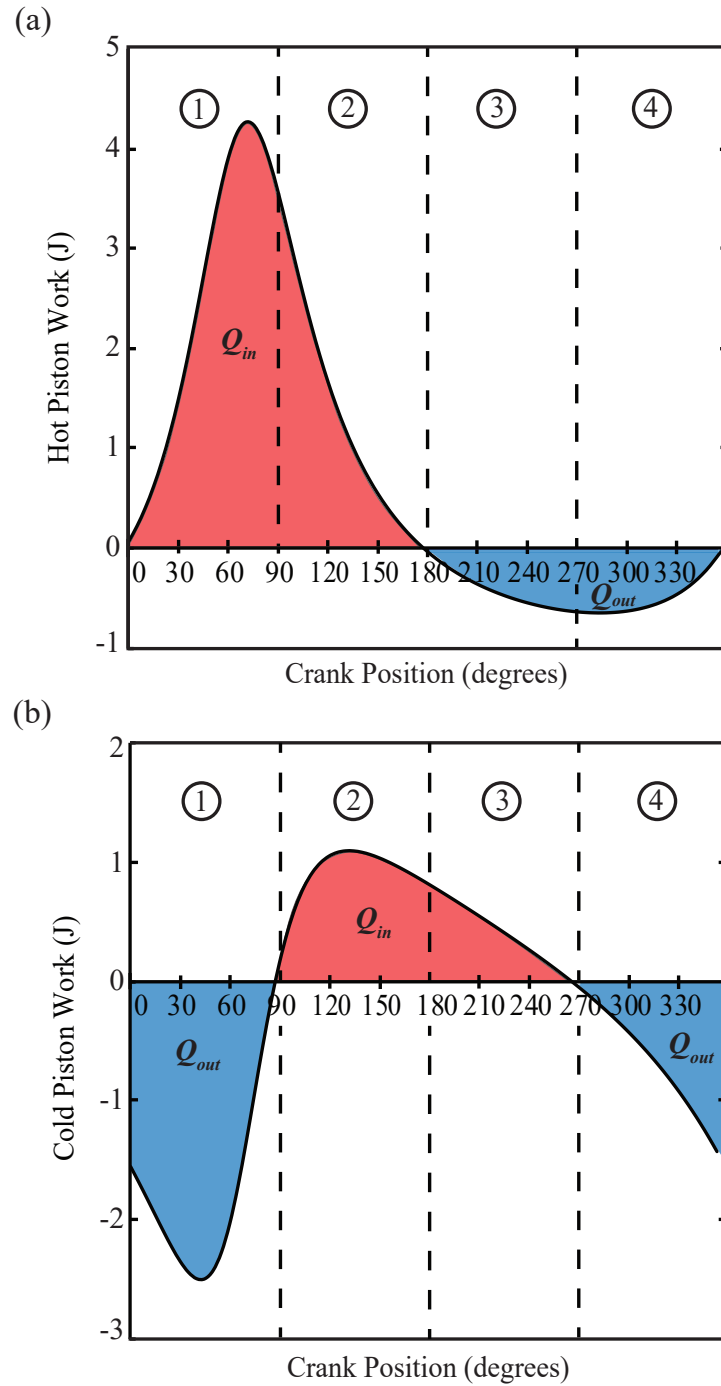 (a)
5
① ② ③ ④
4
3
Hot Piston Work (J)
Q_in
2
1
0
0 30 60 90 120 150 180 210 240 270 300 330
Q_out
-1
Crank Position (degrees)
(b)
2
① ② ③ ④
1
Q_in
Cold Piston Work (J)
0
0 30 60 90 120 150 180 210 240 270 300 330
Q_out Q_out
-1
-2
-3
Crank Position (degrees)